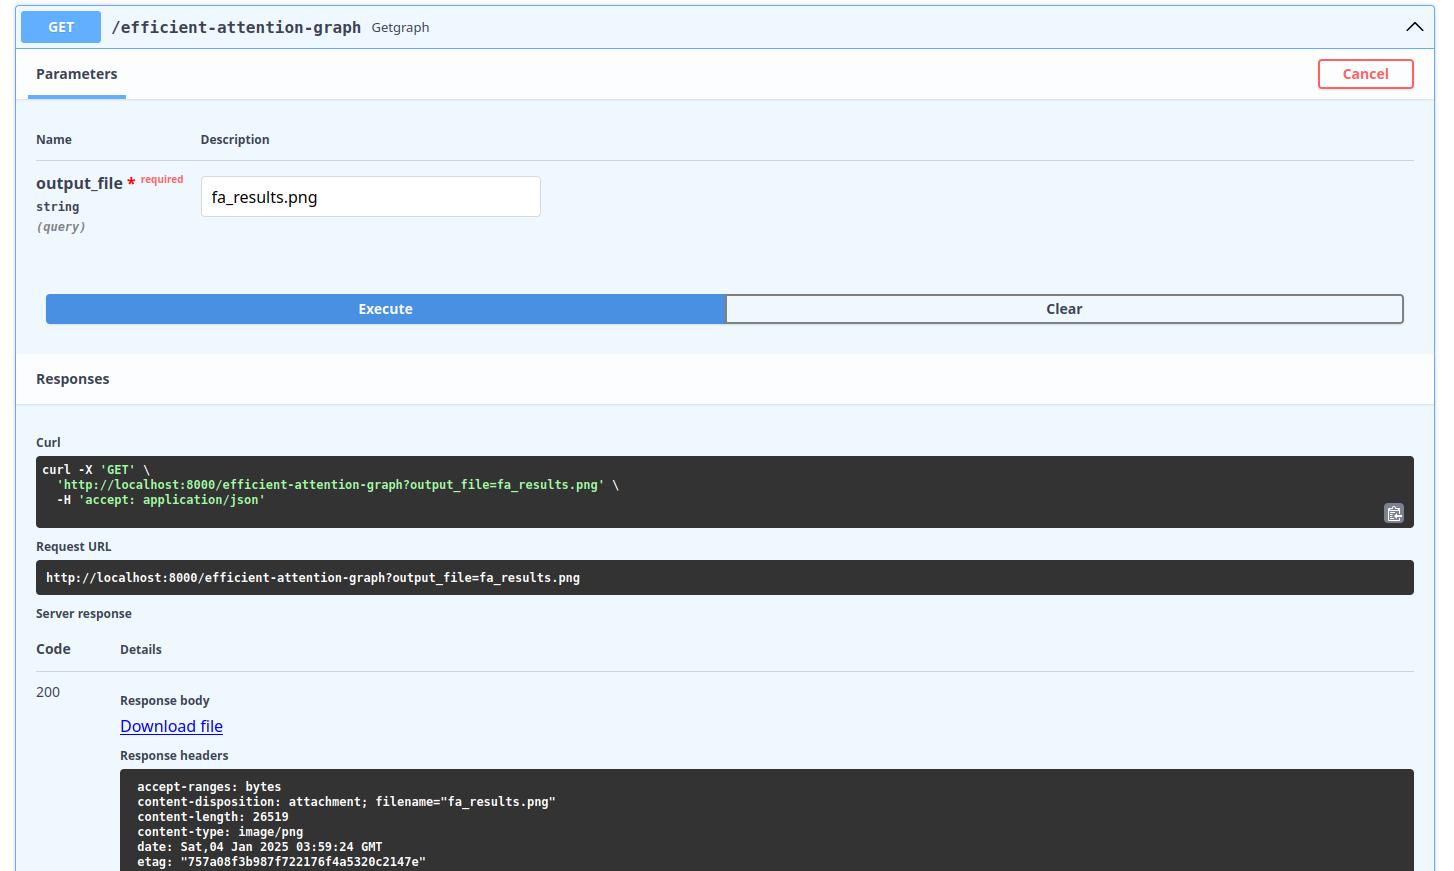 GET /efficient-attention-graph Getgraph
Parameters
Cancel
Name Description
output_file * required
string
(query)
fa_results.png
Execute Clear
Responses
Curl
curl -X 'GET' \
'http://localhost:8000/efficient-attention-graph?output_file=fa_results.png' \
-H 'accept: application/json'
Request URL
http://localhost:8000/efficient-attention-graph?output_file=fa_results.png
Server response
Code Details
200
Response body
Download file
Response headers
accept-ranges: bytes
content-disposition: attachment; filename="fa_results.png"
content-length: 26519
content-type: image/png
date: Sat,04 Jan 2025 03:59:24 GMT
etag: "757a08f3b987f722176f4a5320c2147e"